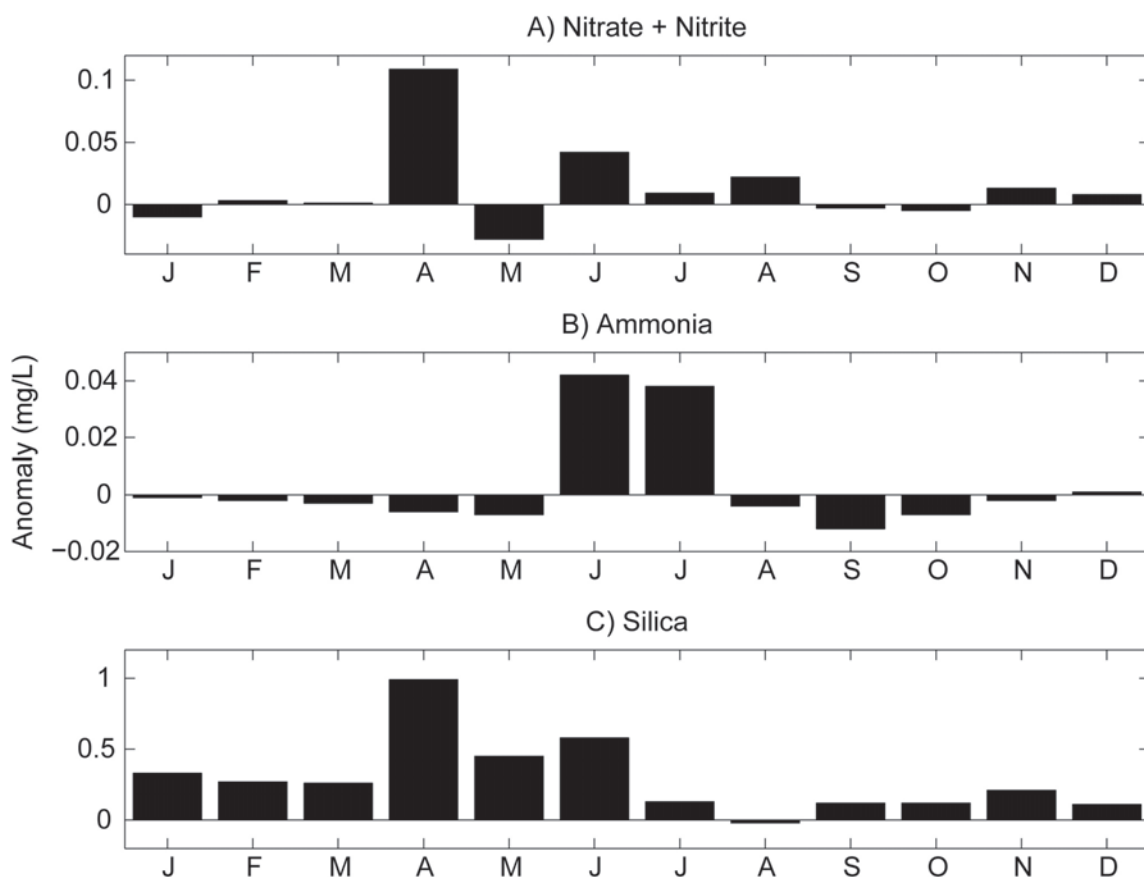 A) Nitrate + Nitrite
0.1
0.05
0
J F M A M J J A S O N D
B) Ammonia
Anomaly (mg/L)
0.04
0.02
0
−0.02
J F M A M J J A S O N D
C) Silica
1
0.5
0
J F M A M J J A S O N D